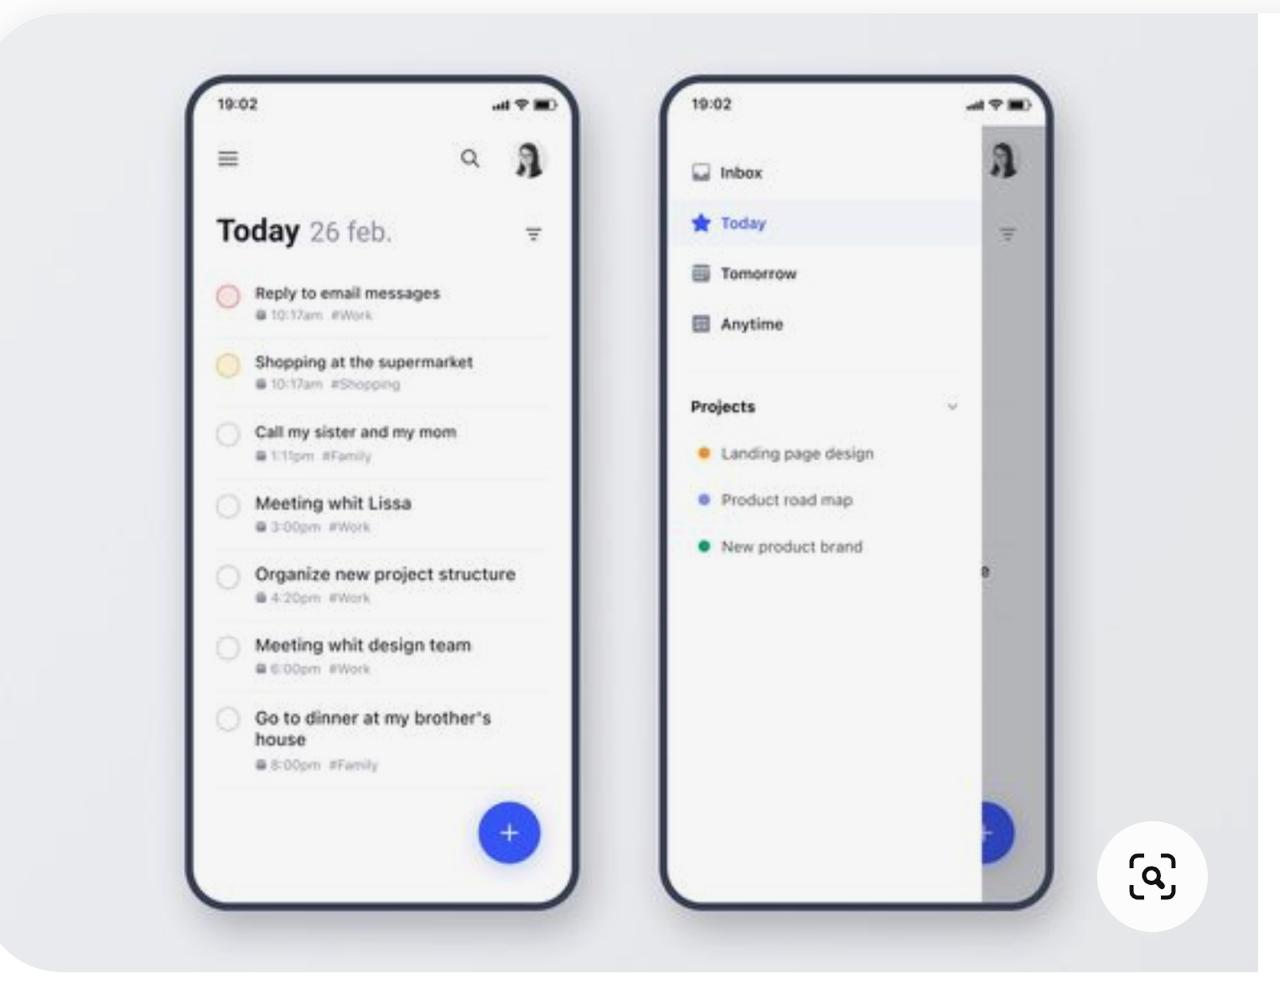 19:02
Today 26 feb.
Reply to email messages
10:17am #Work
Shopping at the supermarket
10:17am #Shopping
Call my sister and my mom
1:11pm #Family
Meeting whit Lissa
3:00pm #Work
Organize new project structure
4:20pm #Work
Meeting whit design team
6:00pm #Work
Go to dinner at my brother's
house
8:00pm #Family
19:02
Inbox
Today
Tomorrow
Anytime
Projects
Landing page design
Product road map
New product brand
e